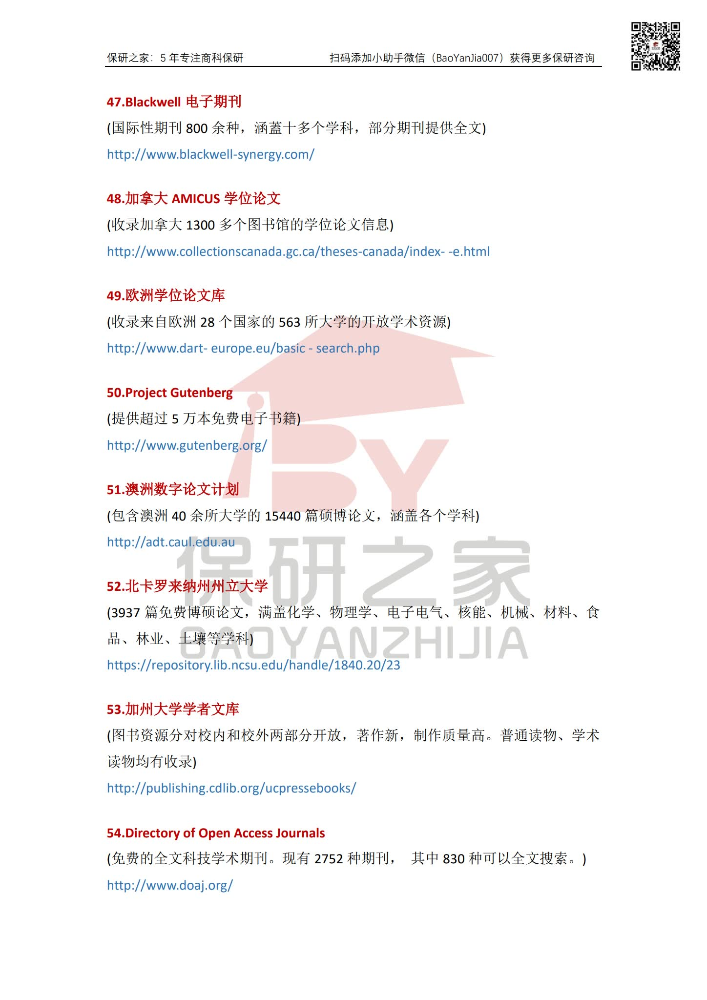 保研之家：5 年专注商科保研 扫码添加小助手微信（BaoYanJia007）获得更多保研咨询
47.Blackwell 电子期刊
(国际性期刊 800 余种，涵蓋十多个学科，部分期刊提供全文)
http://www.blackwell-synergy.com/
48.加拿大 AMICUS 学位论文
(收录加拿大 1300 多个图书馆的学位论文信息)
http://www.collectionscanada.gc.ca/theses-canada/index- -e.html
49.欧洲学位论文库
(收录来自欧洲 28 个国家的 563 所大学的开放学术资源)
http://www.dart- europe.eu/basic - search.php
50.Project Gutenberg
(提供超过 5 万本免费电子书籍)
http://www.gutenberg.org/
51.澳洲数字论文计划
(包含澳洲 40 余所大学的 15440 篇硕博论文，涵盖各个学科)
http://adt.caul.edu.au
52.北卡罗来纳州州立大学
(3937 篇免费博硕论文，满盖化学、物理学、电子电气、核能、机械、材料、食
品、林业、土壤等学科)
https://repository.lib.ncsu.edu/handle/1840.20/23
53.加州大学学者文库
(图书资源分对校内和校外两部分开放，著作新，制作质量高。普通读物、学术
读物均有收录)
http://publishing.cdlib.org/ucpressebooks/
54.Directory of Open Access Journals
(免费的全文科技学术期刊。现有 2752 种期刊， 其中 830 种可以全文搜索。)
http://www.doaj.org/
BY
保研之家
BAOYANZHIJIA